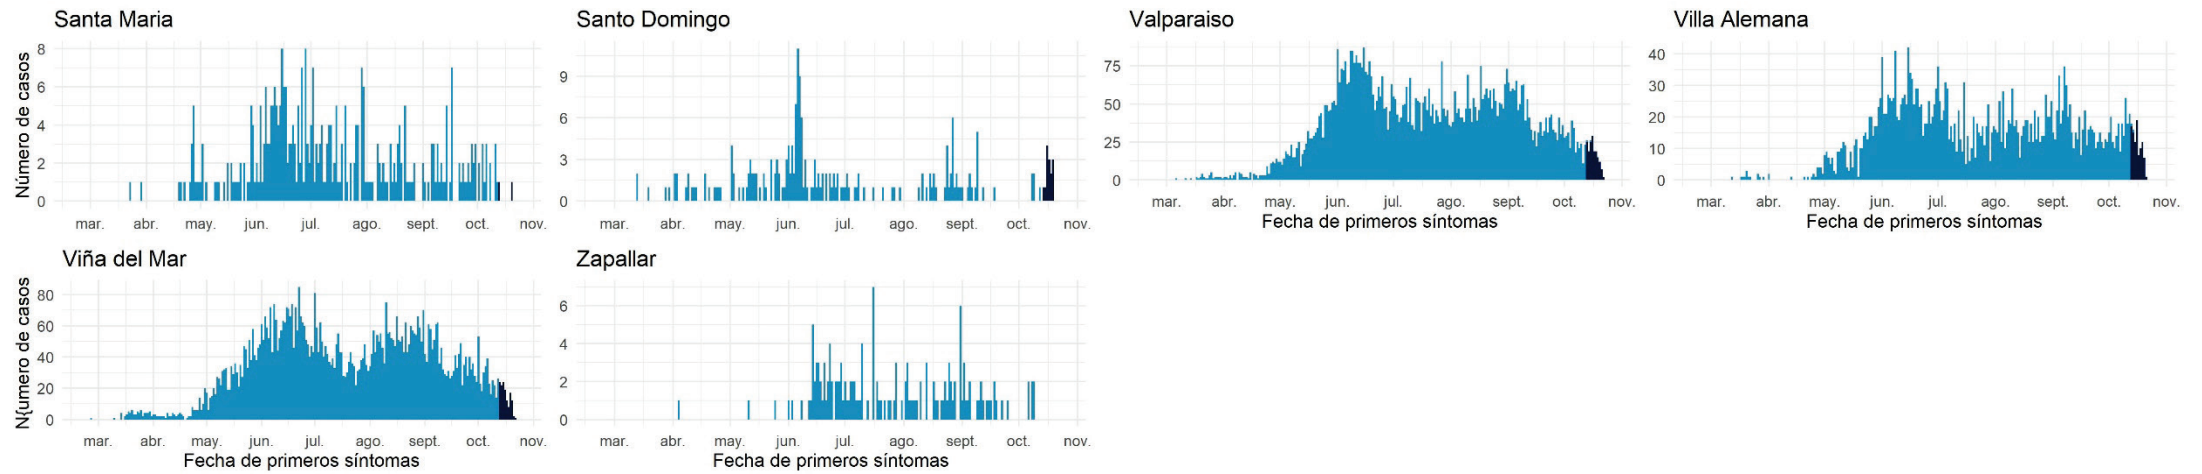 Santa Maria
Número de casos
8
6
4
2
0
mar. abr. may. jun. jul. ago. sept. oct. nov.
Santo Domingo
9
6
3
0
mar. abr. may. jun. jul. ago. sept. oct. nov.
Valparaiso
75
50
25
0
mar. abr. may. jun. jul. ago. sept. oct. nov.
Fecha de primeros síntomas
Villa Alemana
40
30
20
10
0
mar. abr. may. jun. jul. ago. sept. oct. nov.
Fecha de primeros síntomas
Viña del Mar
N{umero de casos
80
60
40
20
0
mar. abr. may. jun. jul. ago. sept. oct. nov.
Fecha de primeros síntomas
Zapallar
6
4
2
0
mar. abr. may. jun. jul. ago. sept. oct. nov.
Fecha de primeros síntomas